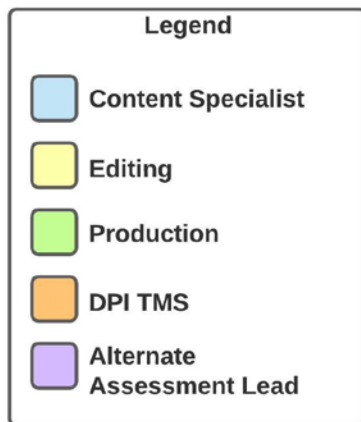 Legend
Content Specialist
Editing
Production
DPI TMS
Alternate
Assessment Lead